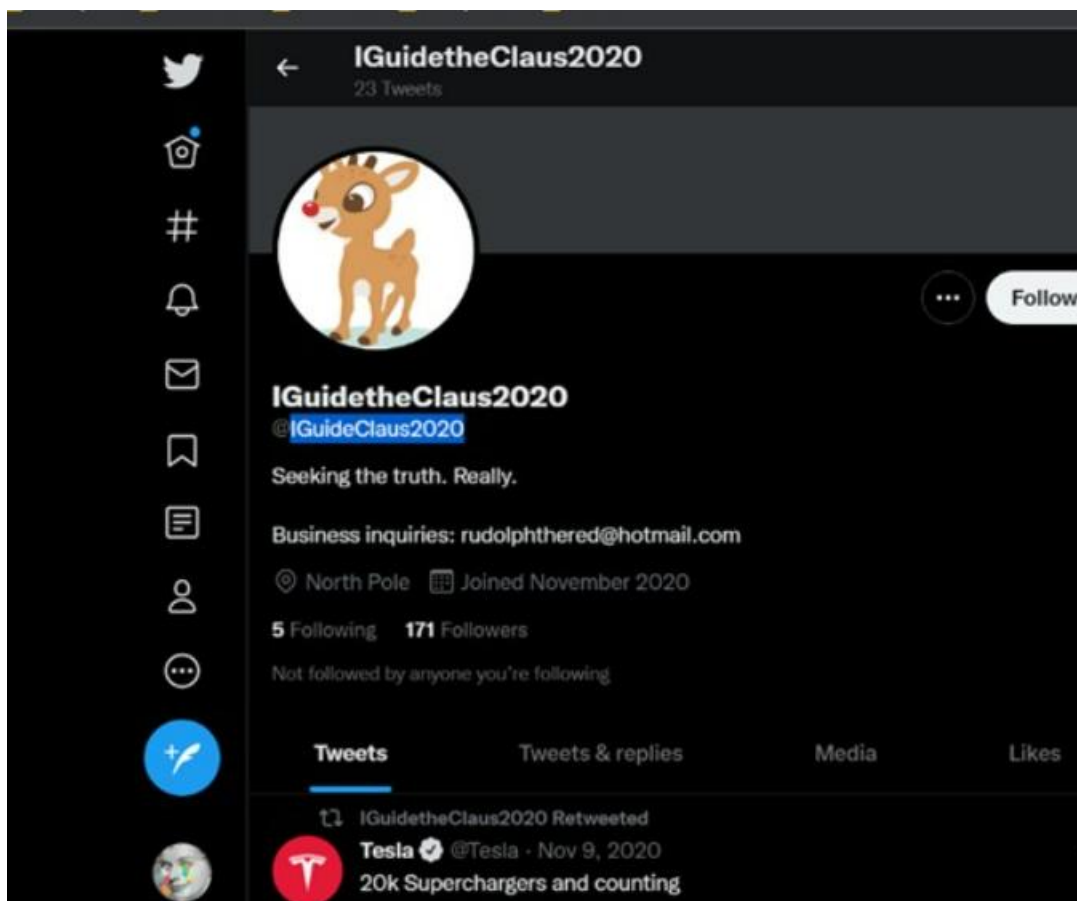 IGuidetheClaus2020
23 Tweets
Follow
IGuidetheClaus2020
@IGuideClaus2020
Seeking the truth. Really.
Business inquiries: rudolphthered@hotmail.com
North Pole Joined November 2020
5 Following 171 Followers
Not followed by anyone you're following
Tweets Tweets & replies Media Likes
IGuidetheClaus2020 Retweeted
Tesla @Tesla · Nov 9, 2020
20k Superchargers and counting